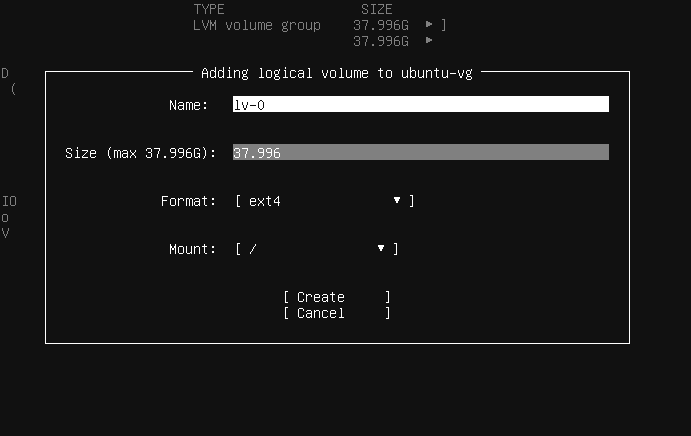 TYPE SIZE
LVM volume group 37.996G ▶ ]
37.996G ▶
D
(
Adding logical volume to ubuntu-vg
Name: lv-0
Size (max 37.996G): 37.996
Format: [ ext4 ▼ ]
IO
o
Mount: [ / ▼ ]
V
[ Create ]
[ Cancel ]